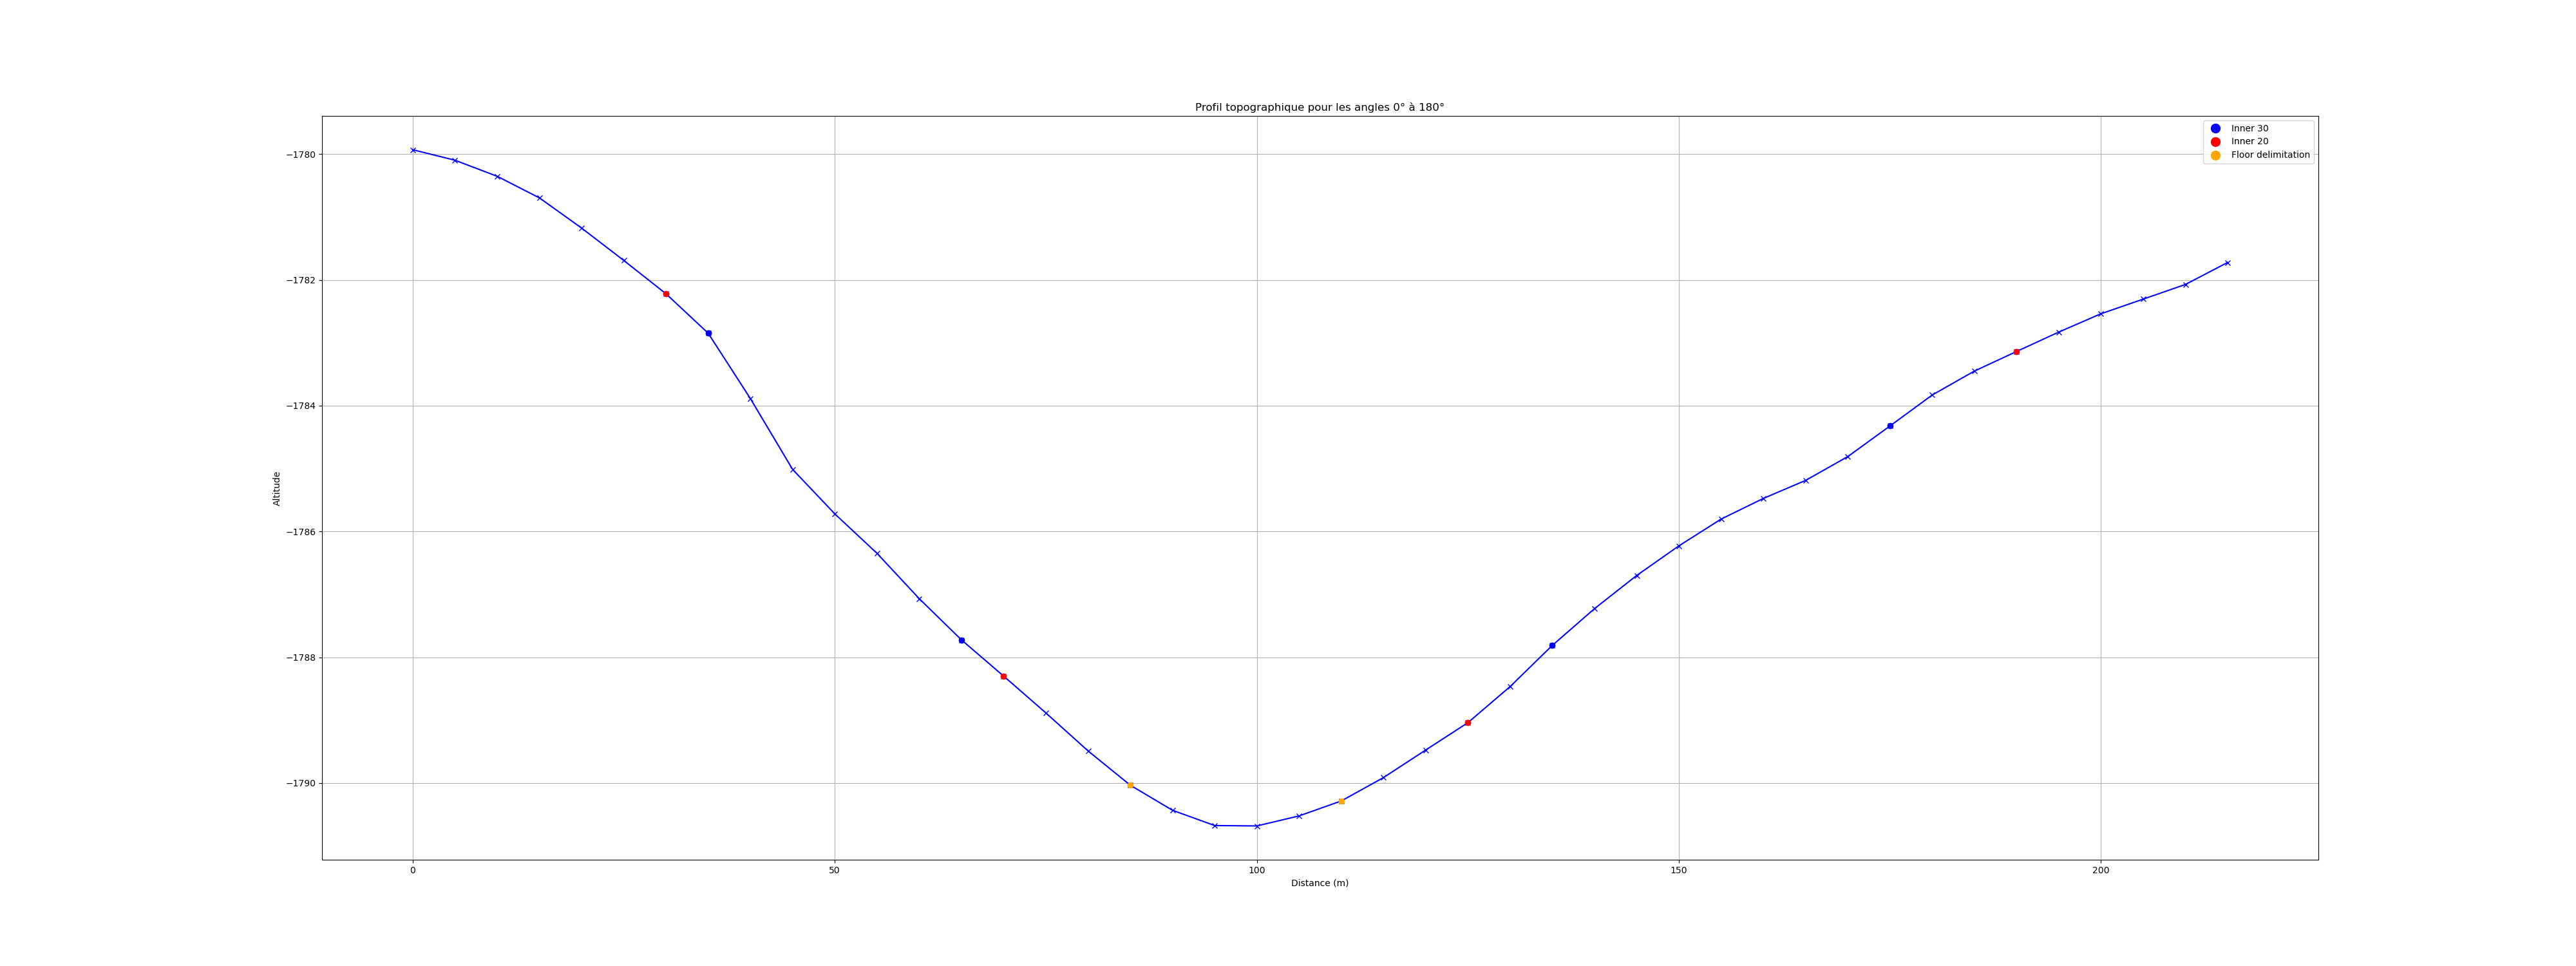 Profil topographique pour les angles 0° à 180°
Inner 30
Inner 20
Floor delimitation
−1780
−1782
−1784
−1786
−1788
−1790
Altitude
0
50
100
150
200
Distance (m)